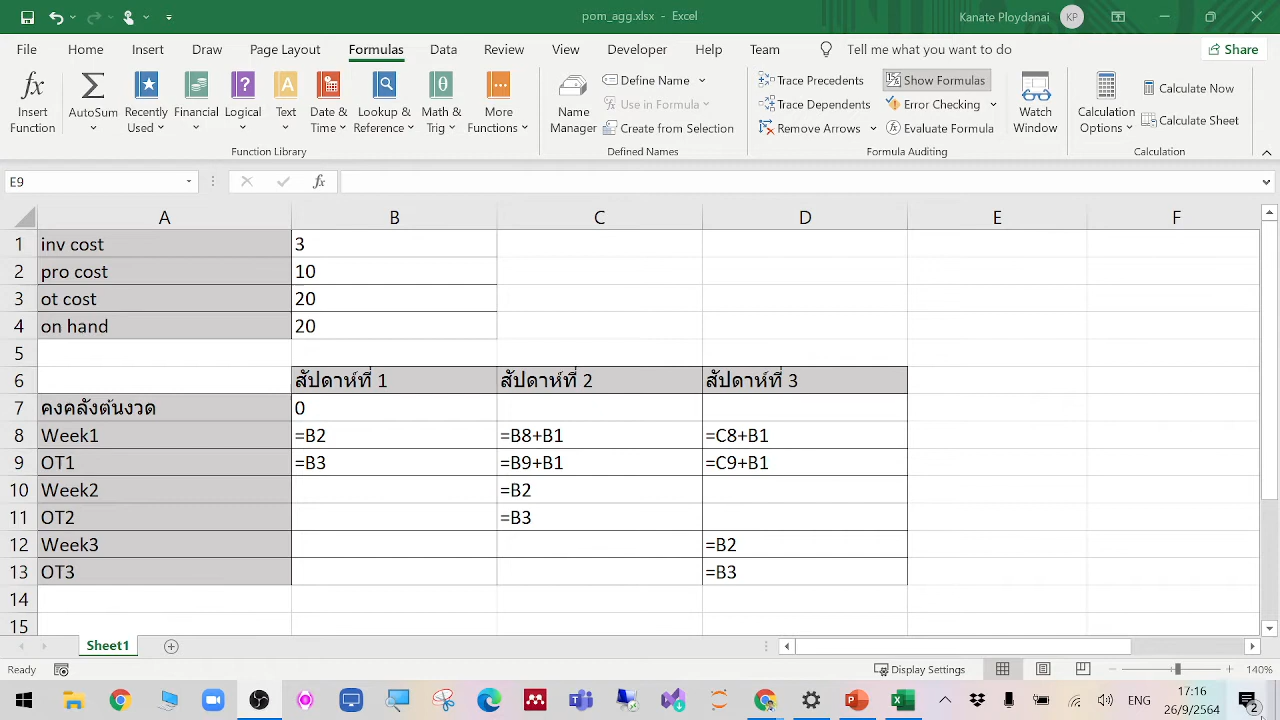 pom_agg.xlsx - Excel
Kanate Ploydanai KP
File Home Insert Draw Page Layout Formulas Data Review View Developer Help Team Tell me what you want to do Share
fx Insert Function
AutoSum
Recently Used
Financial
Logical
Text
Date & Time
Lookup & Reference
Math & Trig
More Functions
Function Library
Name Manager
Define Name
Use in Formula
Create from Selection
Defined Names
Trace Precedents
Trace Dependents
Remove Arrows
Show Formulas
Error Checking
Evaluate Formula
Formula Auditing
Watch Window
Calculation Options
Calculate Now
Calculate Sheet
Calculation
E9 fx
A B C D E F
1 inv cost 3
2 pro cost 10
3 ot cost 20
4 on hand 20
5
6 สัปดาห์ที่ 1 สัปดาห์ที่ 2 สัปดาห์ที่ 3
7 คงคลังต้นงวด 0
8 Week1 =B2 =B8+B1 =C8+B1
9 OT1 =B3 =B9+B1 =C9+B1
10 Week2 =B2
11 OT2 =B3
12 Week3 =B2
13 OT3 =B3
14
15
Sheet1
Ready Display Settings 140%
ENG 17:16
26/9/2564 2